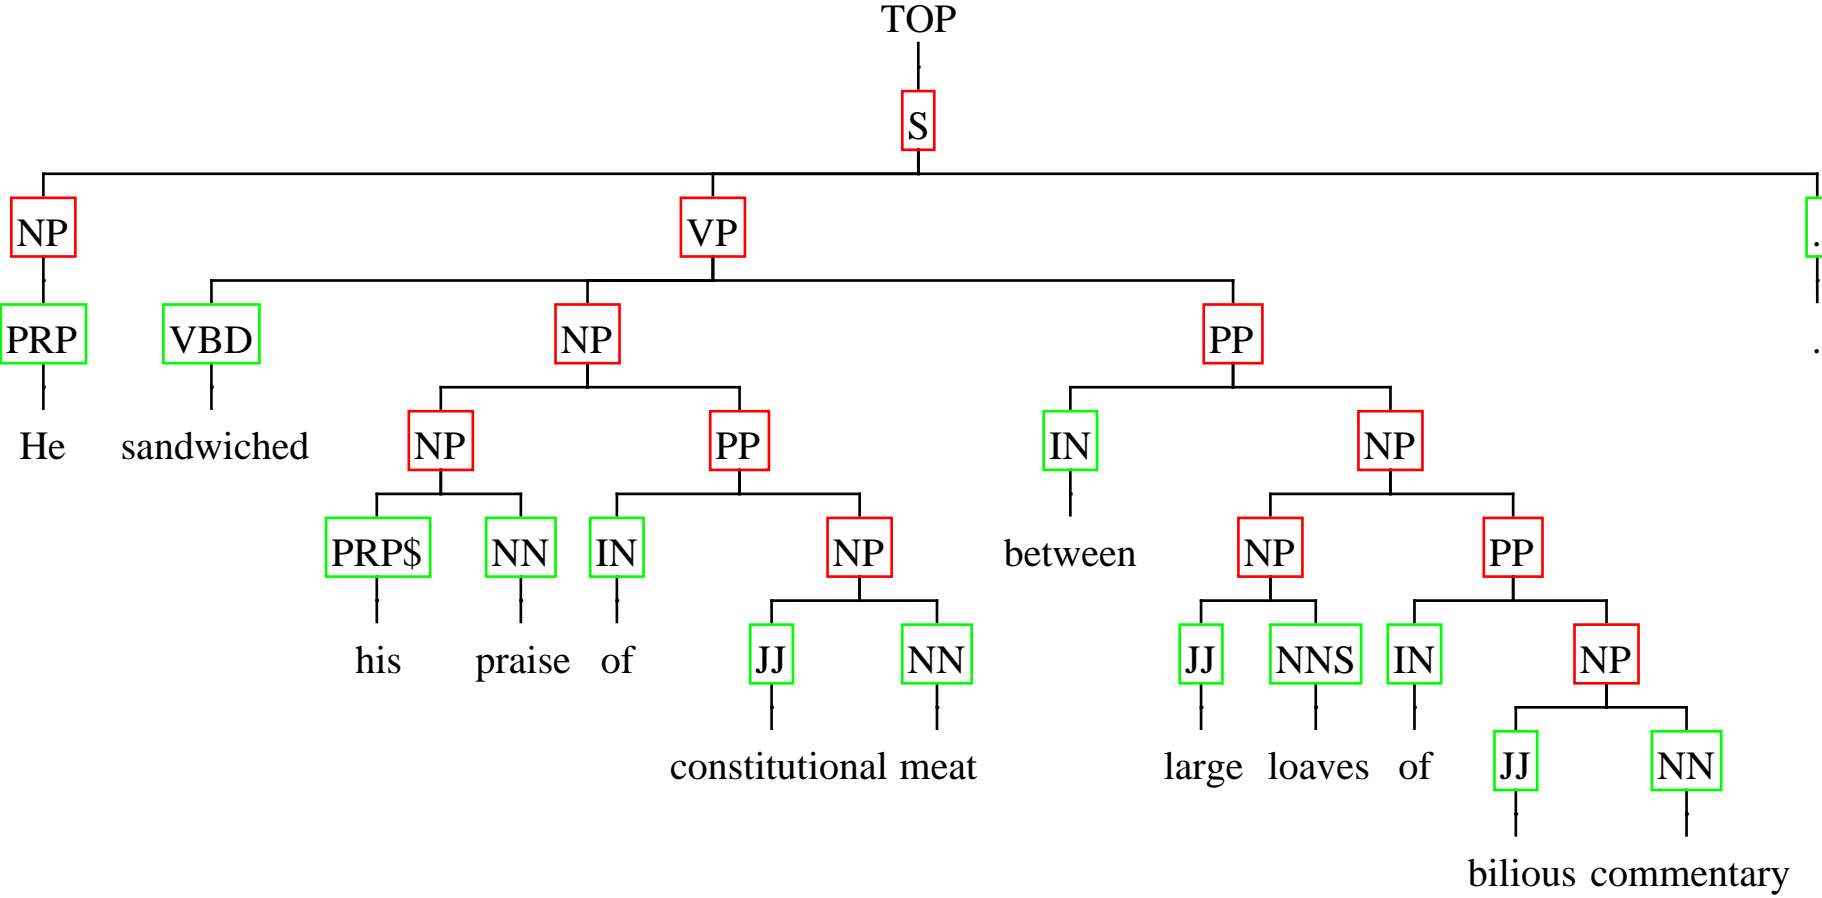 TOP
S
NP VP .
PRP VBD NP PP .
He sandwiched NP PP IN NP
PRP$ NN IN NP between NP PP
his praise of JJ NN JJ NNS IN NP
constitutional meat large loaves of JJ NN
bilious commentary